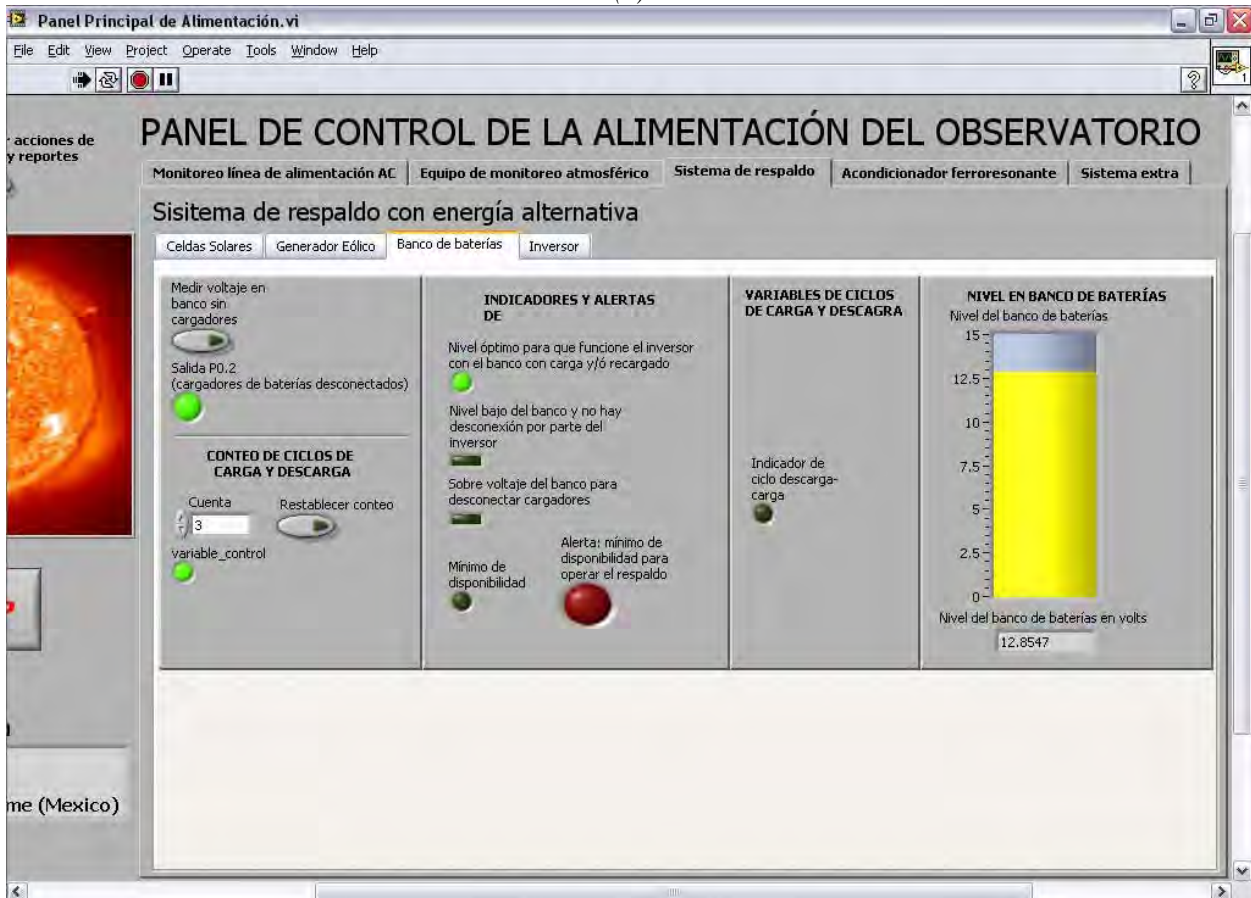 Panel Principal de Alimentación.vi
File Edit View Project Operate Tools Window Help
1
acciones de
y reportes
PANEL DE CONTROL DE LA ALIMENTACIÓN DEL OBSERVATORIO
Monitoreo línea de alimentación AC
Equipo de monitoreo atmosférico
Sistema de respaldo
Acondicionador ferroresonante
Sistema extra
Sisitema de respaldo con energía alternativa
Celdas Solares
Generador Eólico
Banco de baterías
Inversor
Medir voltaje en
banco sin
cargadores
Salida P0.2
(cargadores de baterías desconectados)
CONTEO DE CICLOS DE
CARGA Y DESCARGA
Cuenta
3
Restablecer conteo
variable_control
INDICADORES Y ALERTAS
DE
Nivel óptimo para que funcione el inversor
con el banco con carga y/ó recargado
Nivel bajo del banco y no hay
desconexión por parte del
inversor
Sobre voltaje del banco para
desconectar cargadores
Mínimo de
disponibilidad
Alerta: mínimo de
disponibilidad para
operar el respaldo
VARIABLES DE CICLOS
DE CARGA Y DESCAGRA
Indicador de
ciclo descarga-
carga
NIVEL EN BANCO DE BATERÍAS
Nivel del banco de baterías
15
12.5
10
7.5
5
2.5
0
Nivel del banco de baterías en volts
12.8547
me (Mexico)